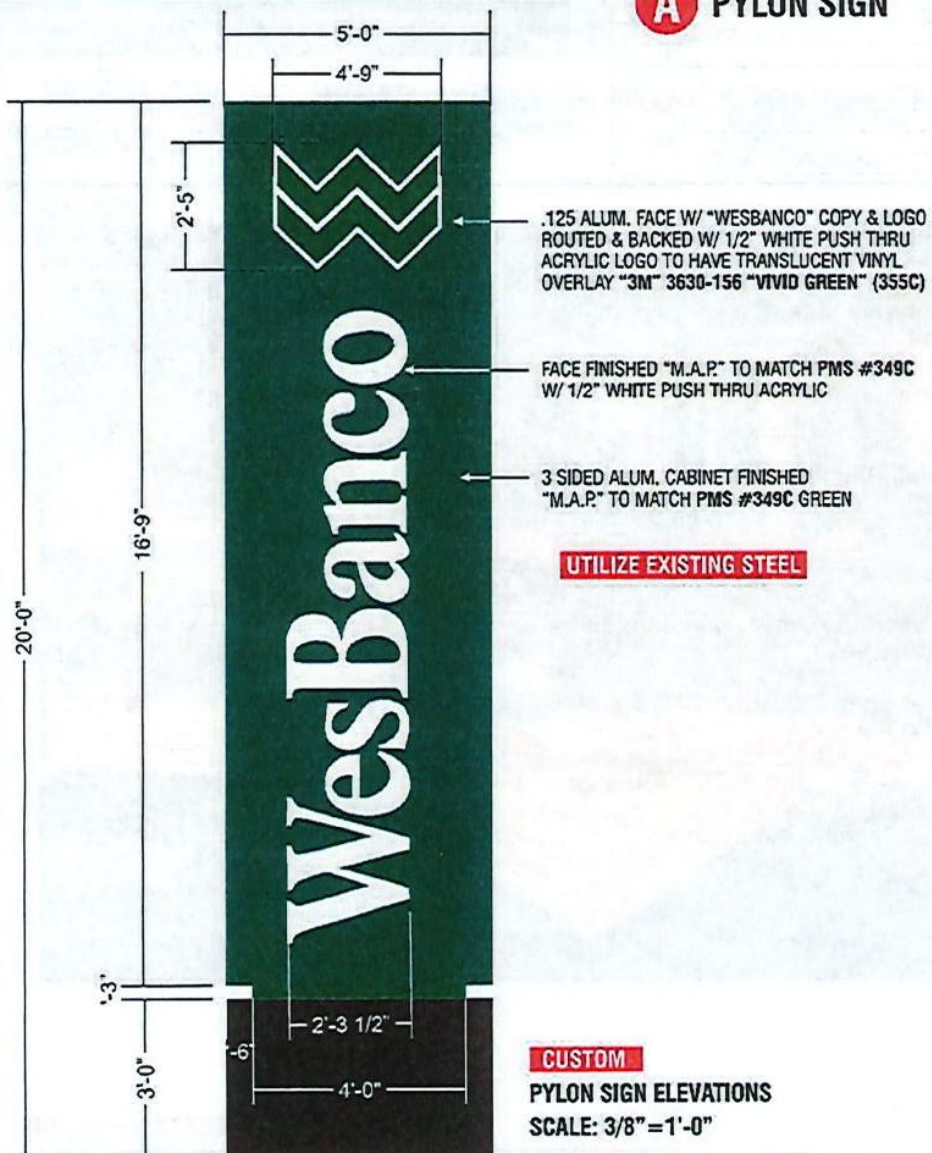 A PYLON SIGN
5'-0"
4'-9"
2'-5"
.125 ALUM. FACE W/ "WESBANCO" COPY & LOGO
ROUTED & BACKED W/ 1/2" WHITE PUSH THRU
ACRYLIC LOGO TO HAVE TRANSLUCENT VINYL
OVERLAY "3M" 3630-156 "VIVID GREEN" (355C)
FACE FINISHED "M.A.P." TO MATCH PMS #349C
W/ 1/2" WHITE PUSH THRU ACRYLIC
3 SIDED ALUM. CABINET FINISHED
"M.A.P." TO MATCH PMS #349C GREEN
UTILIZE EXISTING STEEL
WesBanco
16'-9"
20'-0"
-3"
3'-0"
2'-3 1/2"
'-6"
4'-0"
CUSTOM
PYLON SIGN ELEVATIONS
SCALE: 3/8"=1'-0"